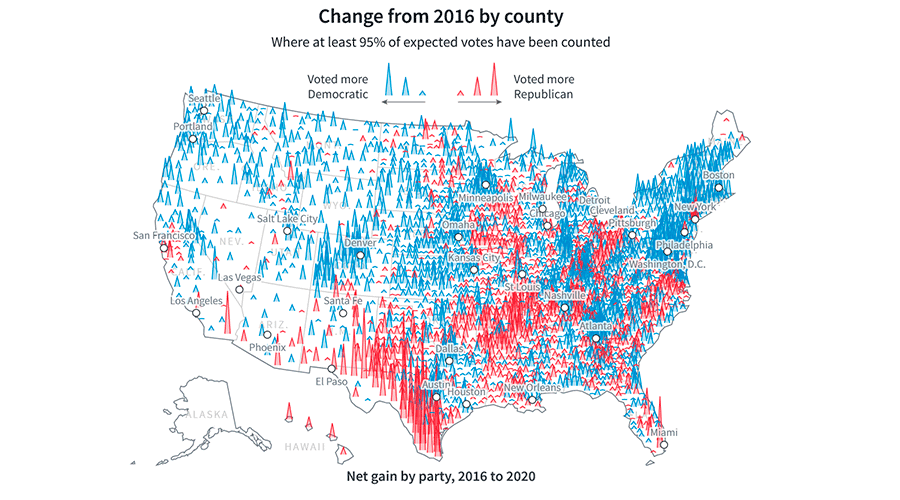 Change from 2016 by county
Where at least 95% of expected votes have been counted
Voted more
Democratic
Voted more
Republican
Seattle
Portland
ORE.
Boston
Minneapolis
Milwaukee
Detroit
Chicago
Cleveland
New York
Pittsburgh
Philadelphia
Washington, D.C.
Salt Lake City
WYO.
Omaha
San Francisco
NEV.
Denver
Kansas City
St Louis
Las Vegas
CALIF.
Nashville
Los Angeles
Santa Fe
ARIZ.
Phoenix
Atlanta
Dallas
El Paso
Austin
Houston
New Orleans
ALASKA
HAWAII
Miami
Net gain by party, 2016 to 2020